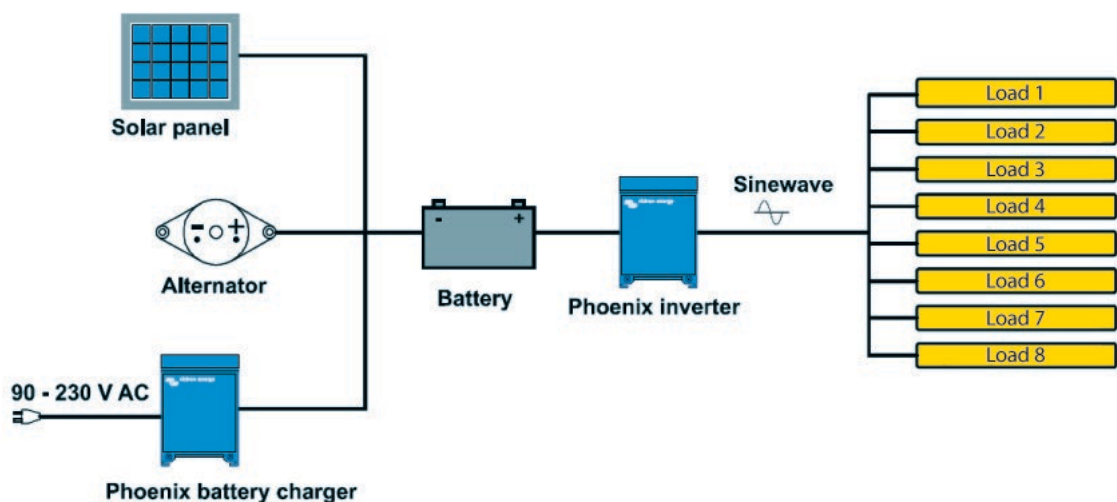 Solar panel
Alternator
90 - 230 V AC
Phoenix battery charger
Battery
Phoenix inverter
Sinewave
Load 1
Load 2
Load 3
Load 4
Load 5
Load 6
Load 7
Load 8